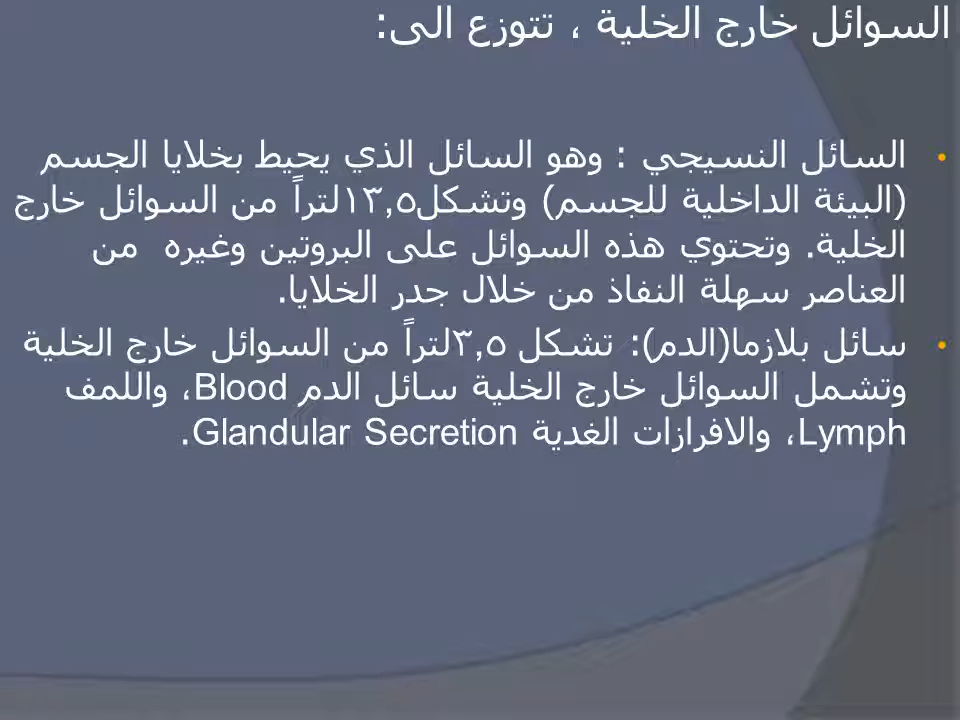 السوائل خارج الخلية ، تتوزع الى:
• السائل النسيجي : وهو السائل الذي يحيط بخلايا الجسم
(البيئة الداخلية للجسم) وتشكل١٣,٥لتراً من السوائل خارج
الخلية. وتحتوي هذه السوائل على البروتين وغيره من
العناصر سهلة النفاذ من خلال جدر الخلايا.
• سائل بلازما(الدم): تشكل ٣,٥لتراً من السوائل خارج الخلية
وتشمل السوائل خارج الخلية سائل الدم Blood، واللمف
Lymph، والافرازات الغدية Glandular Secretion.